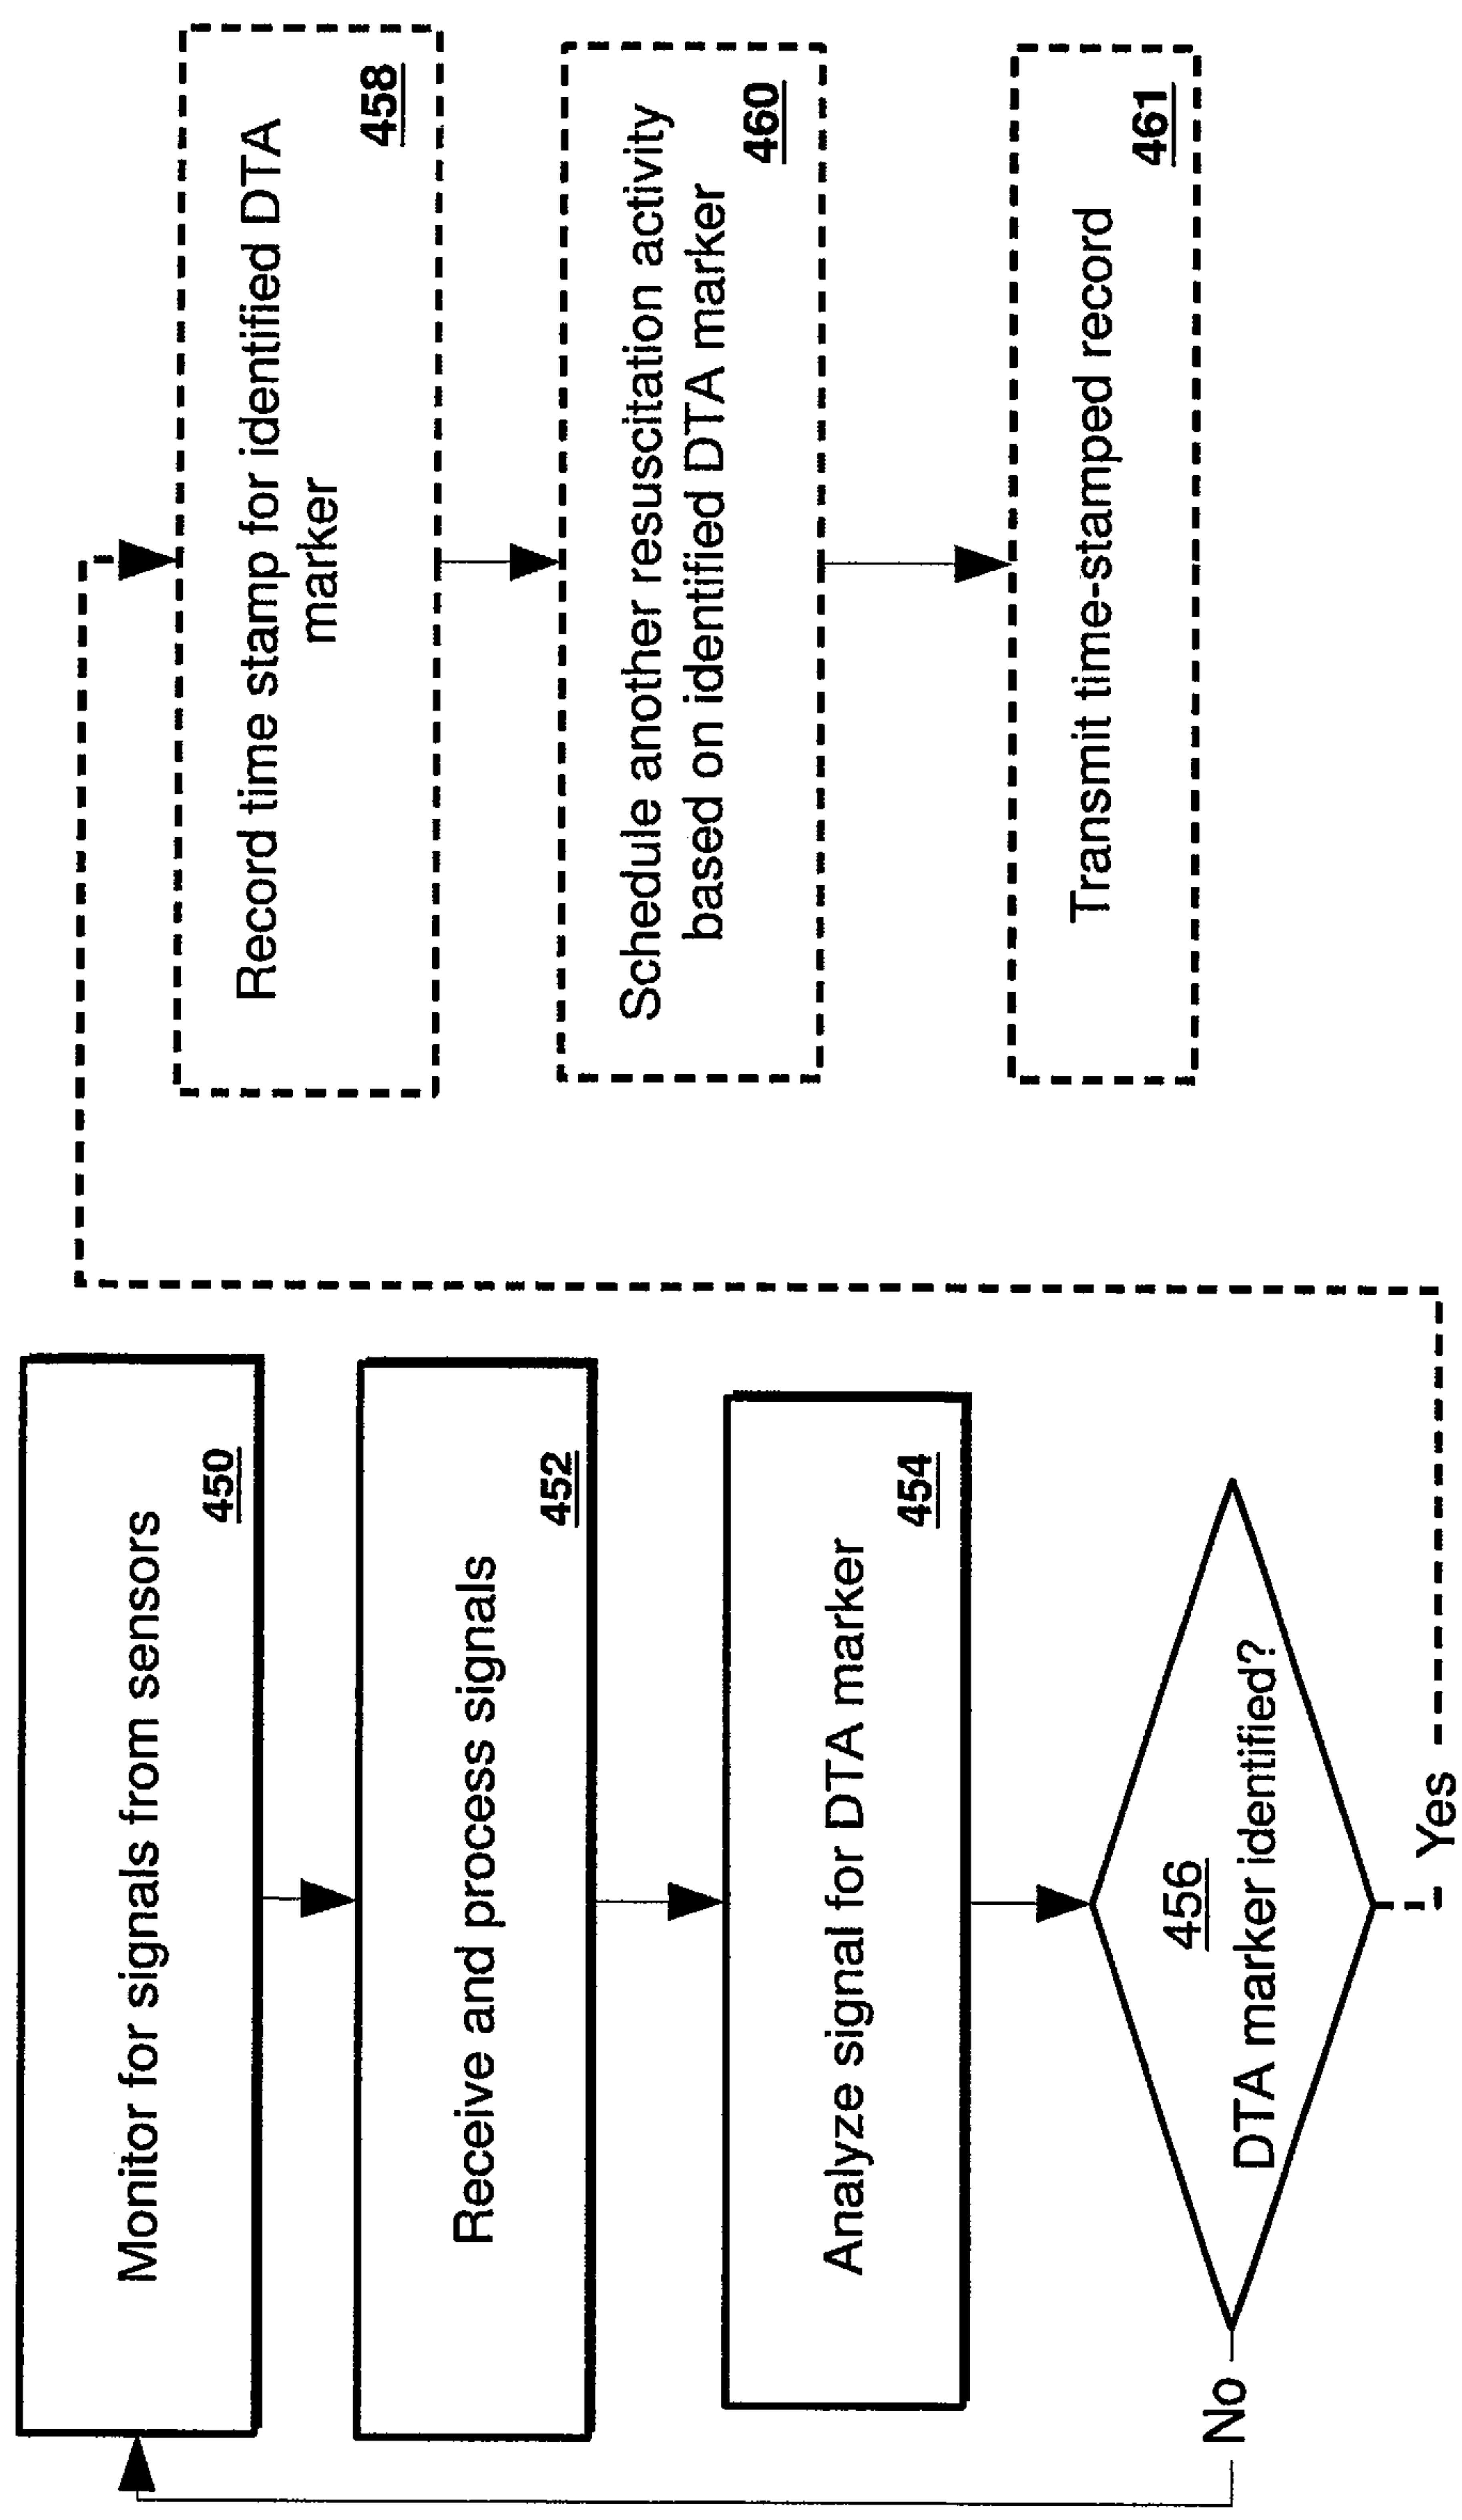 Monitor for signals from sensors
450
Receive and process signals
452
Analyze signal for DTA marker
454
456
DTA marker identified?
No
Yes
Record time stamp for identified DTA
marker
458
Schedule another resuscitation activity
based on identified DTA marker
460
Transmit time-stamped record
461